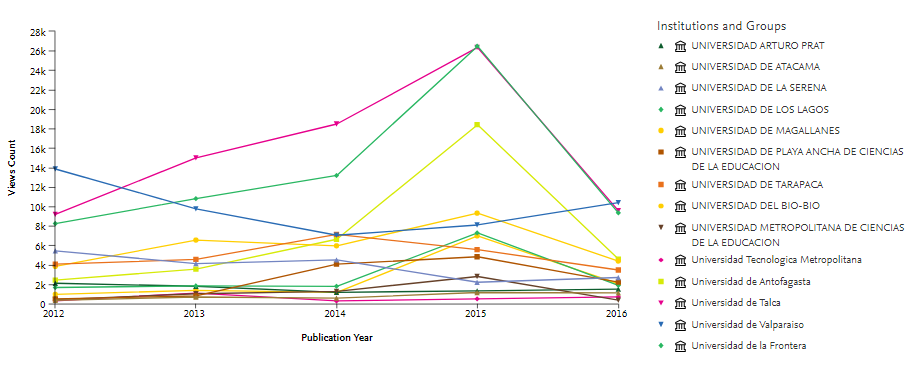 Institutions and Groups
28k
26k
24k
22k
20k
18k
16k
14k
12k
10k
8k
6k
4k
2k
0
Views Count
2012
2013
2014
2015
2016
Publication Year
UNIVERSIDAD ARTURO PRAT
UNIVERSIDAD DE ATACAMA
UNIVERSIDAD DE LA SERENA
UNIVERSIDAD DE LOS LAGOS
UNIVERSIDAD DE MAGALLANES
UNIVERSIDAD DE PLAYA ANCHA DE CIENCIAS
DE LA EDUCACION
UNIVERSIDAD DE TARAPACA
UNIVERSIDAD DEL BIO-BIO
UNIVERSIDAD METROPOLITANA DE CIENCIAS
DE LA EDUCACION
Universidad Tecnologica Metropolitana
Universidad de Antofagasta
Universidad de Talca
Universidad de Valparaiso
Universidad de la Frontera